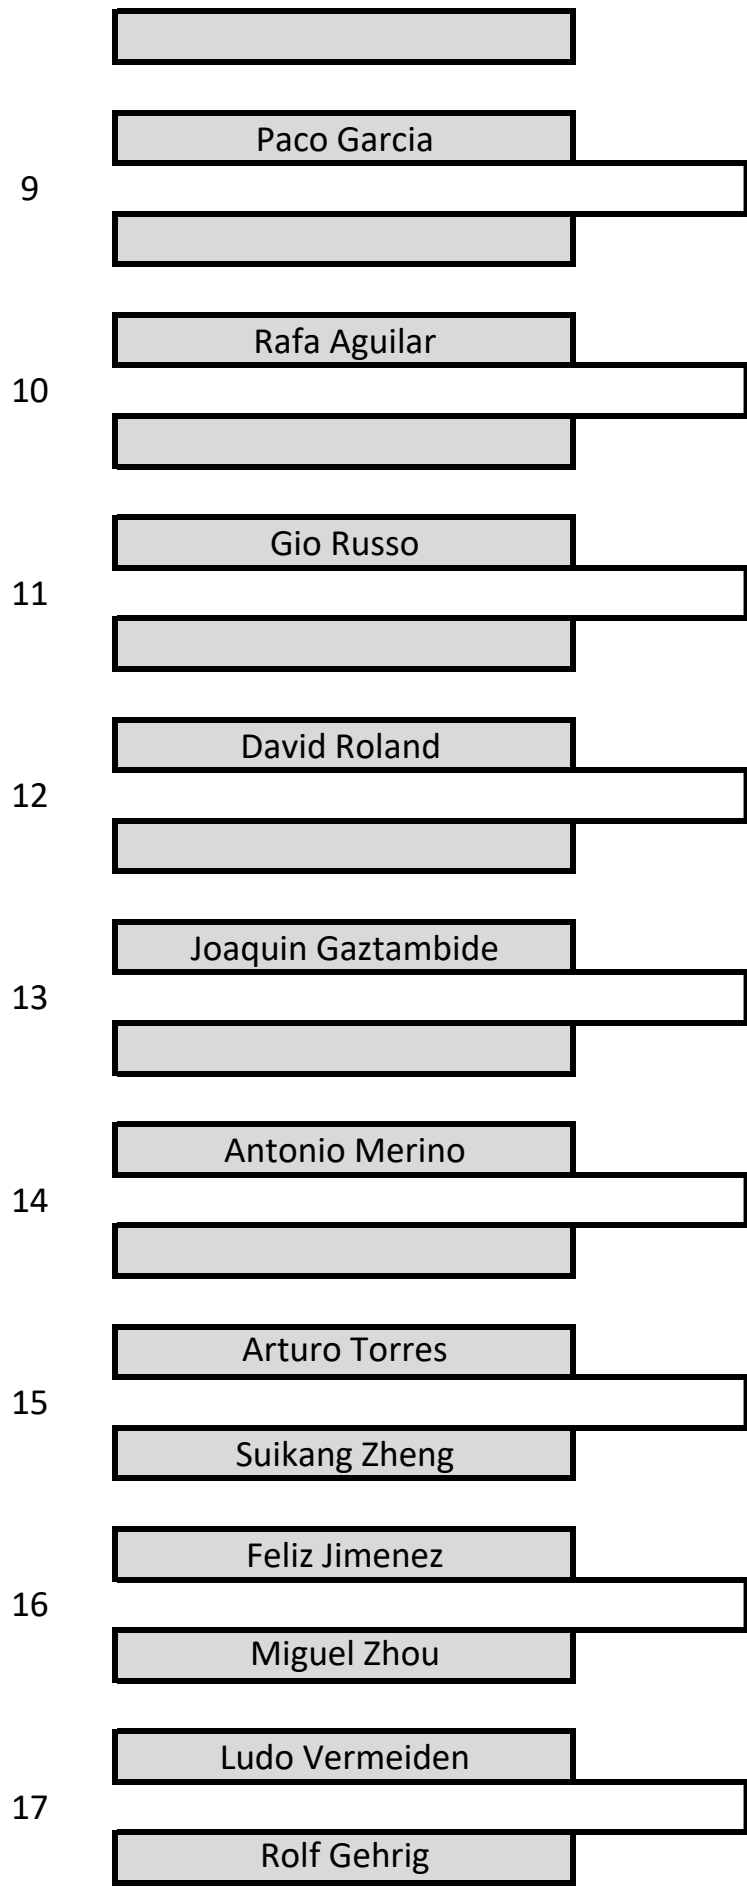 Paco Garcia
9
Rafa Aguilar
10
Gio Russo
11
David Roland
12
Joaquin Gaztambide
13
Antonio Merino
14
Arturo Torres
15
Suikang Zheng
Feliz Jimenez
16
Miguel Zhou
Ludo Vermeiden
17
Rolf Gehrig